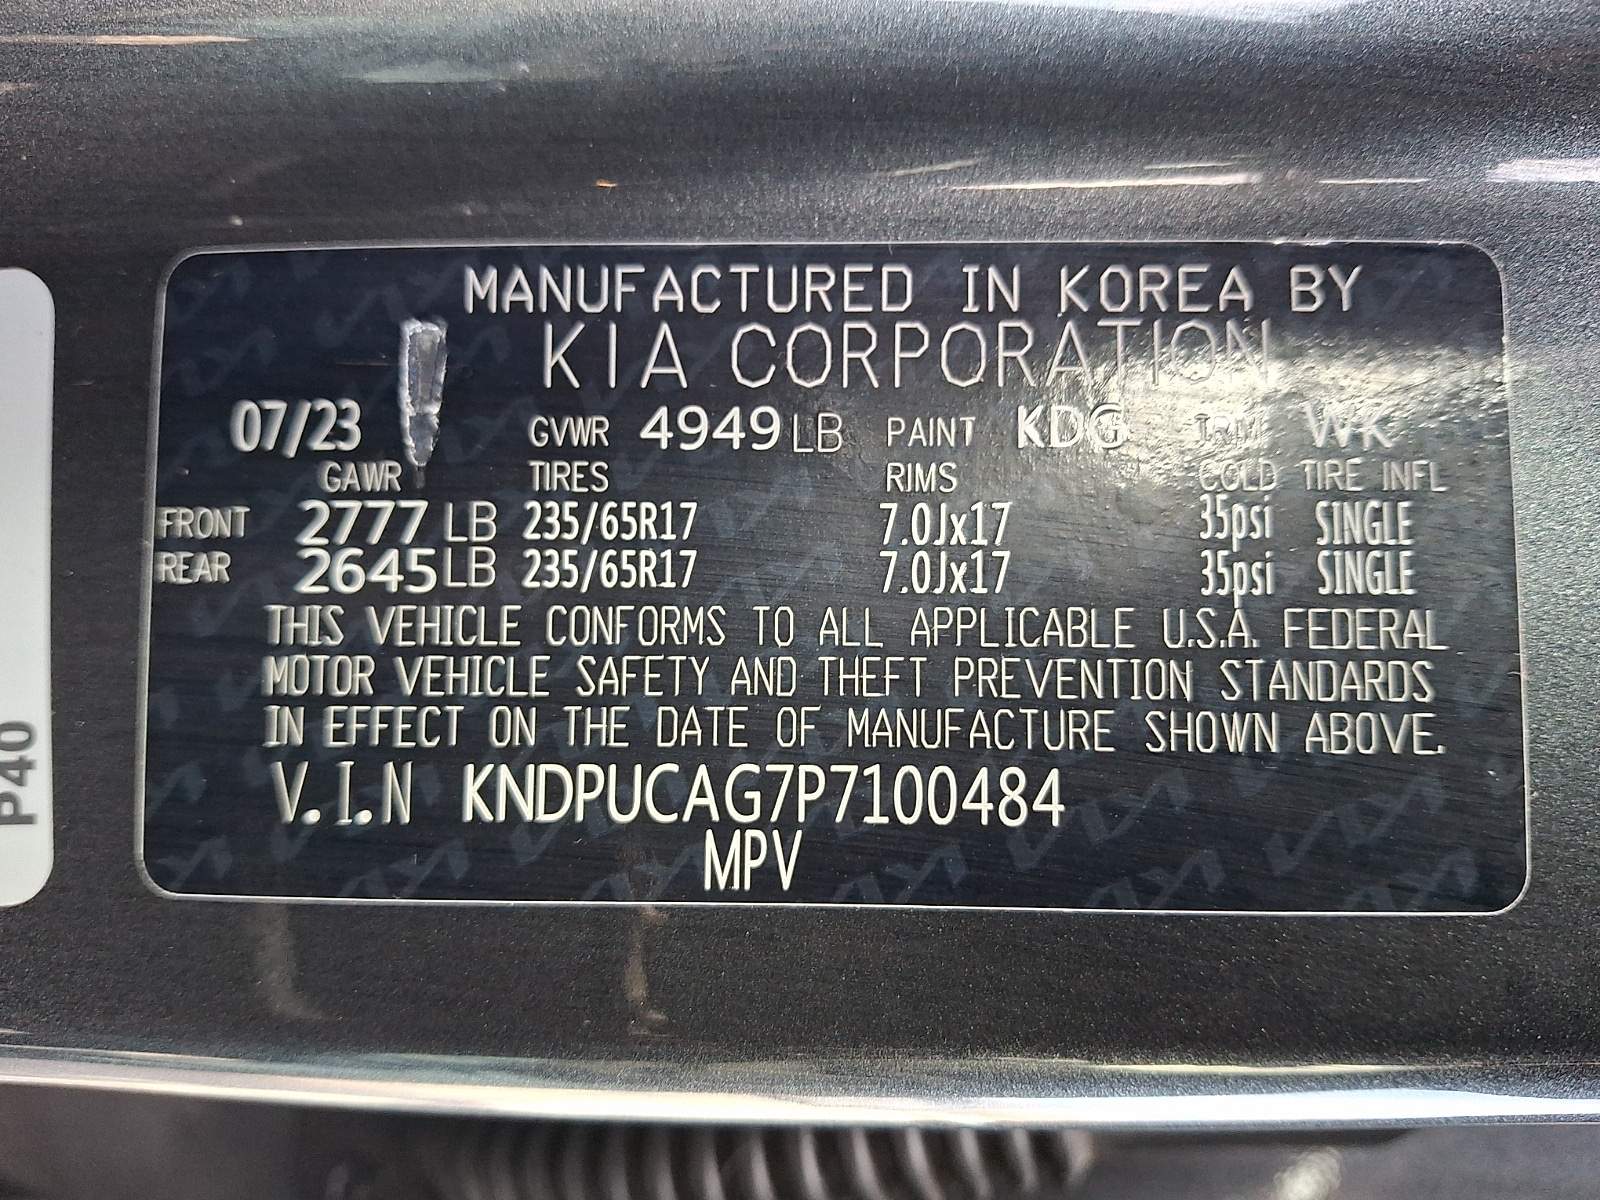 MANUFACTURED IN KOREA BY
KIA CORPORATION
07/23 GVWR 4949 LB PAINT KDG TRM WK
GAWR TIRES RIMS COLD TIRE INFL
FRONT 2777 LB 235/65R17 7.0Jx17 35psi SINGLE
REAR 2645 LB 235/65R17 7.0Jx17 35psi SINGLE
THIS VEHICLE CONFORMS TO ALL APPLICABLE U.S.A. FEDERAL
MOTOR VEHICLE SAFETY AND THEFT PREVENTION STANDARDS
IN EFFECT ON THE DATE OF MANUFACTURE SHOWN ABOVE.
V.I.N KNDPUCAG7P7100484
MPV
P40